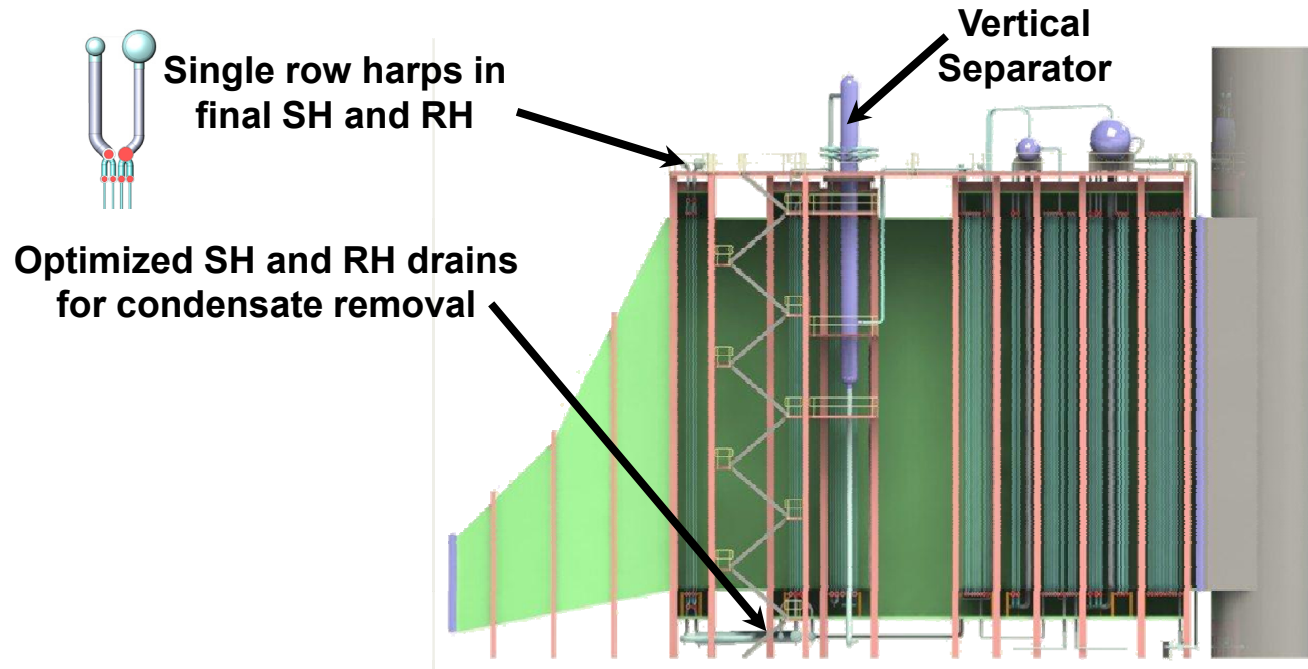 Vertical
Separator
Single row harps in
final SH and RH
Optimized SH and RH drains
for condensate removal